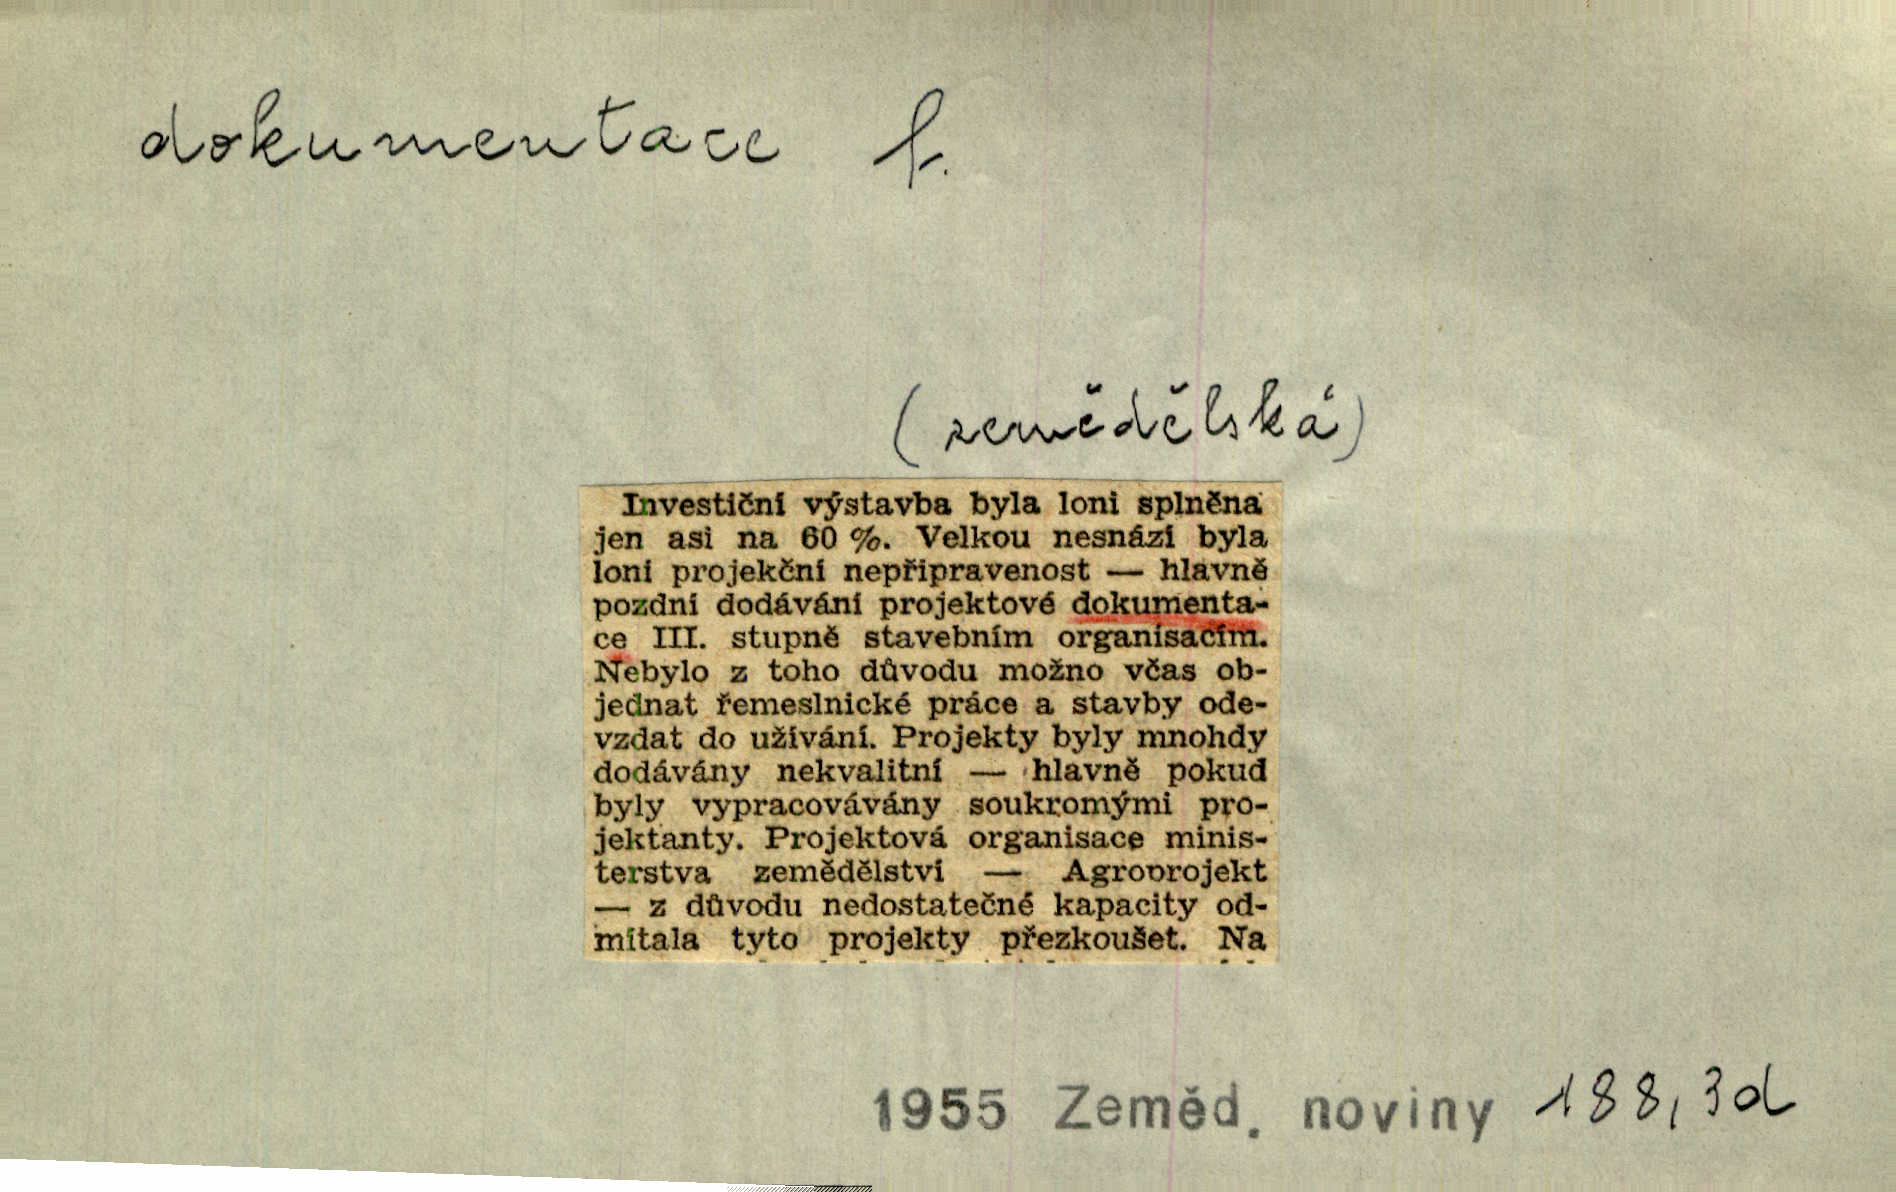 dokumentace f.
(zemědělská)
Investiční výstavba byla loni splněna
jen asi na 60 %. Velkou nesnází byla
loni projekční nepřipravenost — hlavně
pozdní dodávání projektové dokumenta-
ce III. stupně stavebním organisacím.
Nebylo z toho důvodu možno včas ob-
jednat řemeslnické práce a stavby ode-
vzdat do užívání. Projekty byly mnohdy
dodávány nekvalitní — hlavně pokud
byly vypracovávány soukromými pro-
jektanty. Projektová organisace minis-
terstva zemědělství — Agroprojekt
— z důvodu nedostatečné kapacity od-
mítala tyto projekty přezkoušet. Na
1955 Zeměd. noviny 188,3d